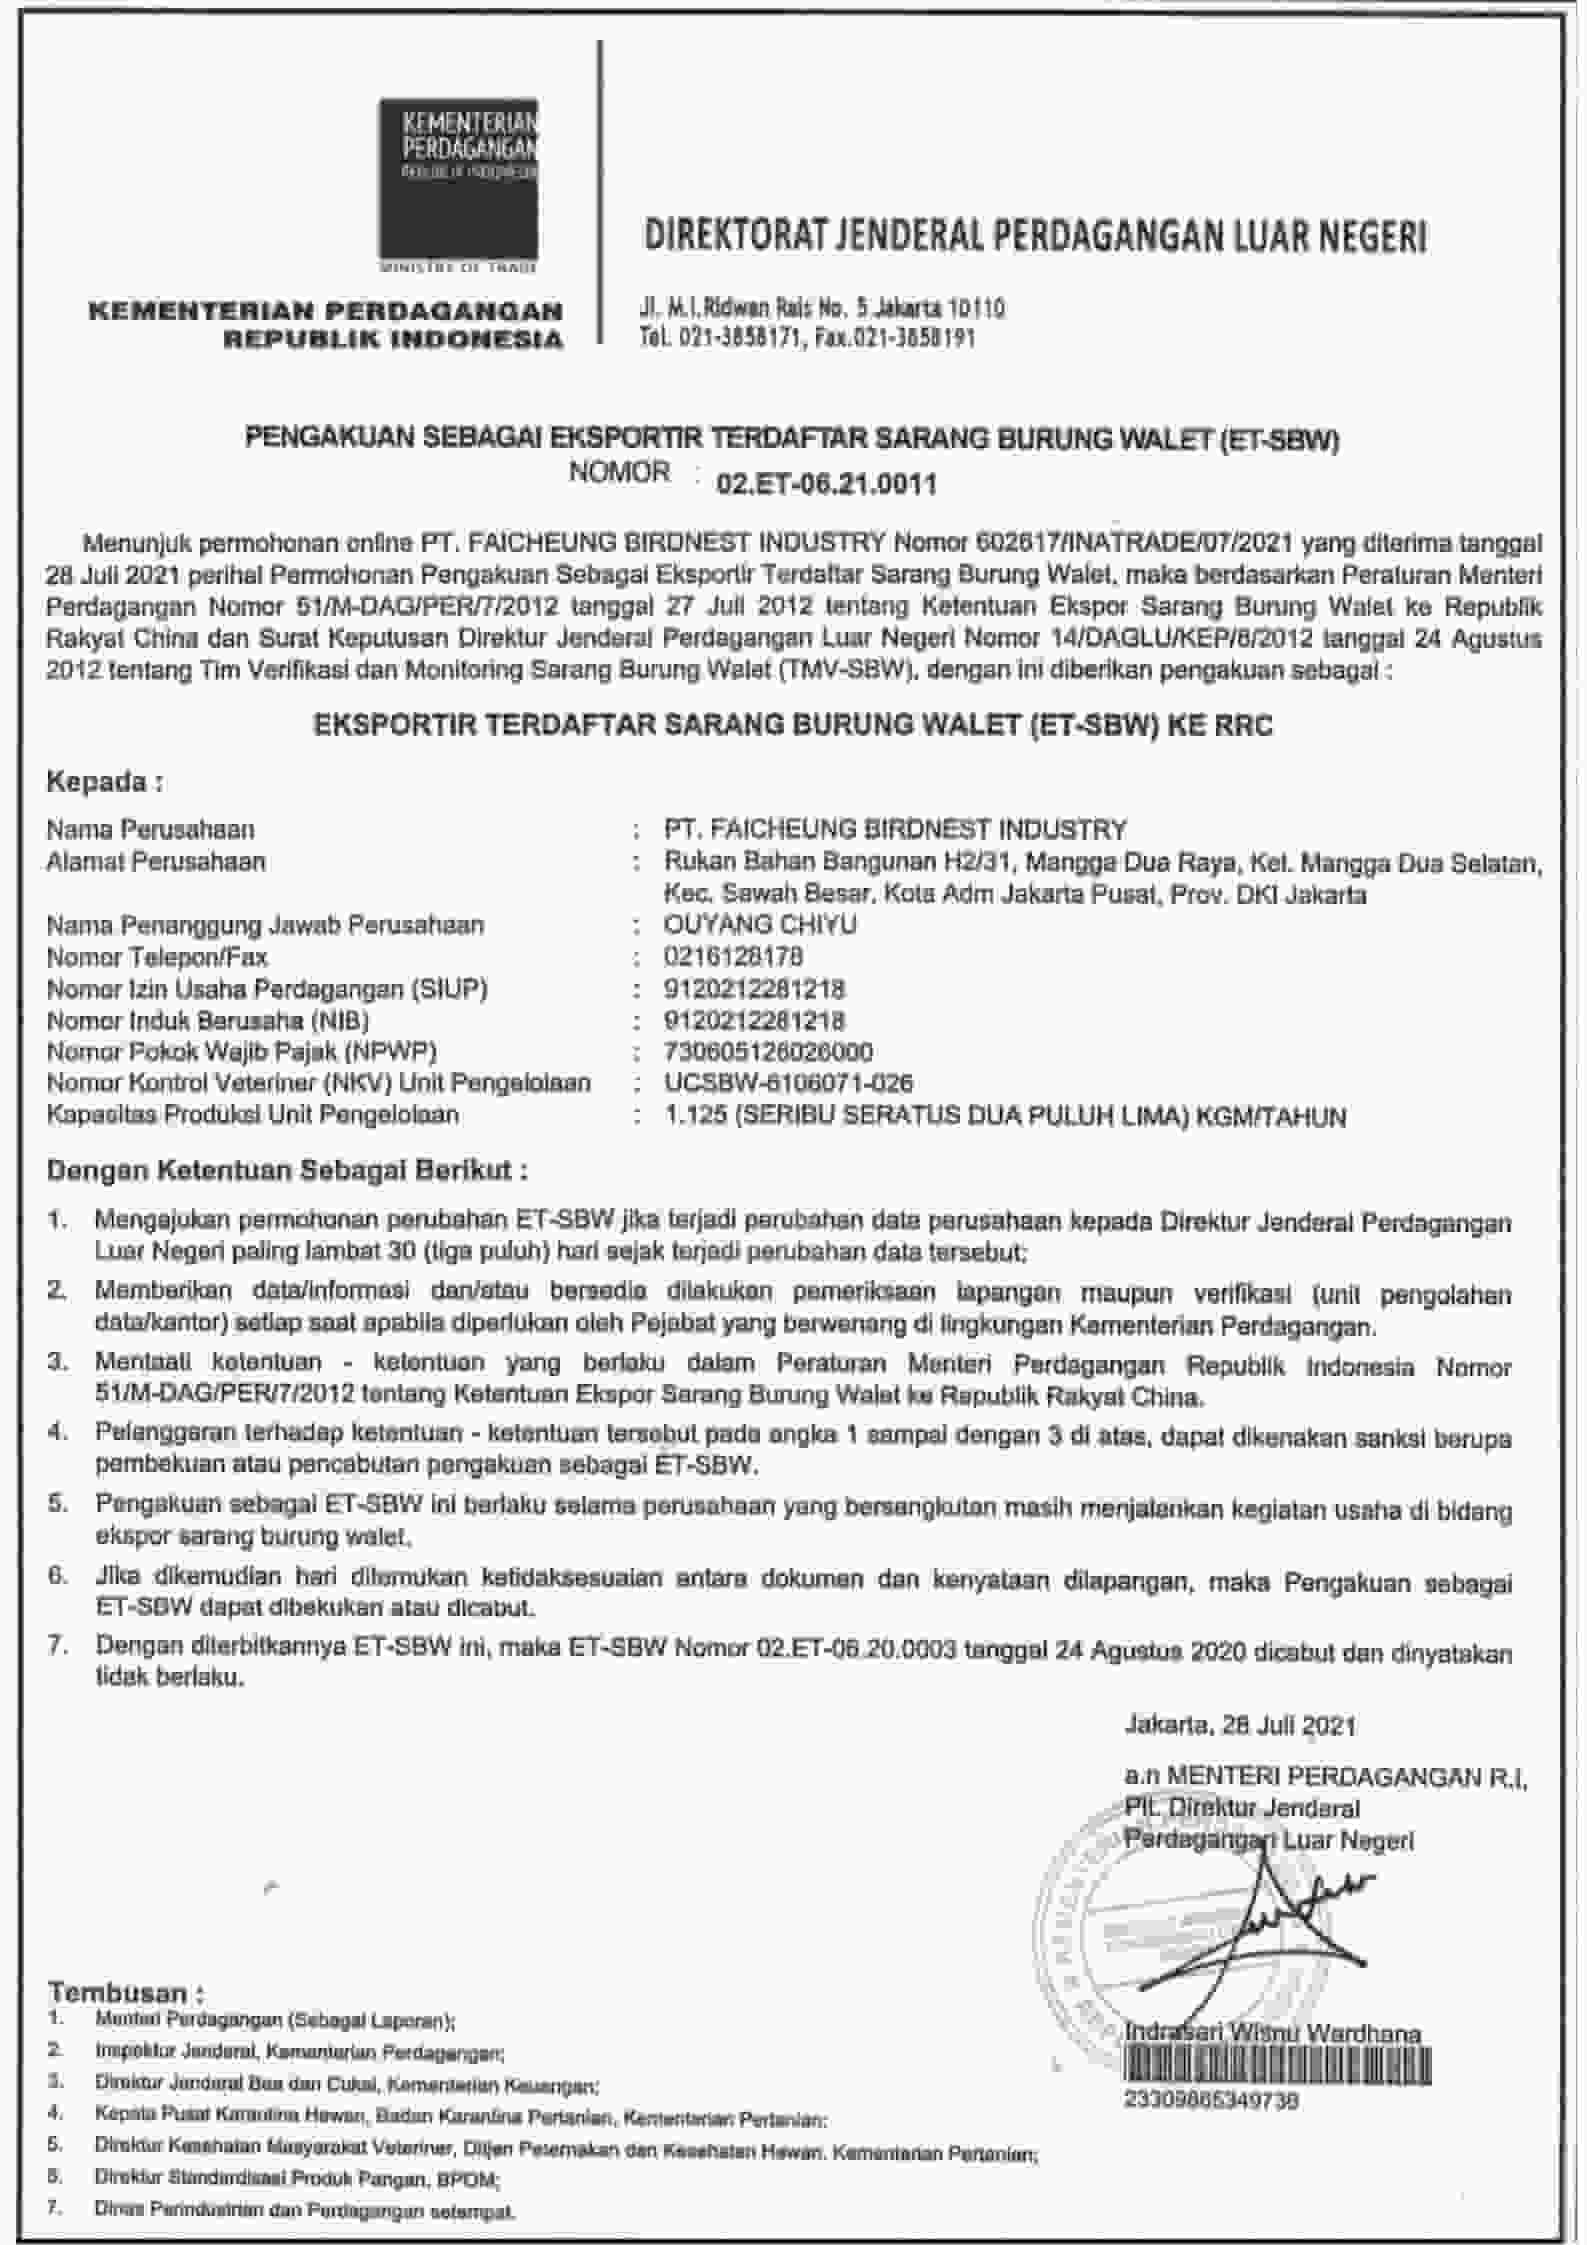 KEMENTERIAN
PERDAGANGAN
REPUBLIK INDONESIA
MINISTRY OF TRADE
KEMENTERIAN PERDAGANGAN
REPUBLIK INDONESIA
DIREKTORAT JENDERAL PERDAGANGAN LUAR NEGERI
Jl. M.I.Ridwan Rais No. 5 Jakarta 10110
Tel. 021-3858171, Fax.021-3858191
PENGAKUAN SEBAGAI EKSPORTIR TERDAFTAR SARANG BURUNG WALET (ET-SBW)
NOMOR : 02.ET-06.21.0011
Menunjuk permohonan online PT. FAICHEUNG BIRDNEST INDUSTRY Nomor 602617/INATRADE/07/2021 yang diterima tanggal
28 Juli 2021 perihal Permohonan Pengakuan Sebagai Eksportir Terdaftar Sarang Burung Walet, maka berdasarkan Peraturan Menteri
Perdagangan Nomor 51/M-DAG/PER/7/2012 tanggal 27 Juli 2012 tentang Ketentuan Ekspor Sarang Burung Walet ke Republik
Rakyat China dan Surat Keputusan Direktur Jenderal Perdagangan Luar Negeri Nomor 14/DAGLU/KEP/8/2012 tanggal 24 Agustus
2012 tentang Tim Verifikasi dan Monitoring Sarang Burung Walet (TMV-SBW), dengan ini diberikan pengakuan sebagai :
EKSPORTIR TERDAFTAR SARANG BURUNG WALET (ET-SBW) KE RRC
Kepada :
Nama Perusahaan : PT. FAICHEUNG BIRDNEST INDUSTRY
Alamat Perusahaan : Rukan Bahan Bangunan H2/31, Mangga Dua Raya, Kel. Mangga Dua Selatan,
Kec. Sawah Besar, Kota Adm Jakarta Pusat, Prov. DKI Jakarta
Nama Penanggung Jawab Perusahaan : OUYANG CHIYU
Nomor Telepon/Fax : 0216128178
Nomor Izin Usaha Perdagangan (SIUP) : 9120212281218
Nomor Induk Berusaha (NIB) : 9120212281218
Nomor Pokok Wajib Pajak (NPWP) : 730605126026000
Nomor Kontrol Veteriner (NKV) Unit Pengelolaan : UCSBW-6106071-026
Kapasitas Produksi Unit Pengelolaan : 1.125 (SERIBU SERATUS DUA PULUH LIMA) KGM/TAHUN
Dengan Ketentuan Sebagai Berikut :
1. Mengajukan permohonan perubahan ET-SBW jika terjadi perubahan data perusahaan kepada Direktur Jenderal Perdagangan
Luar Negeri paling lambat 30 (tiga puluh) hari sejak terjadi perubahan data tersebut;
2. Memberikan data/informasi dan/atau bersedia dilakukan pemeriksaan lapangan maupun verifikasi (unit pengolahan
data/kantor) setiap saat apabila diperlukan oleh Pejabat yang berwenang di lingkungan Kementerian Perdagangan.
3. Mentaati ketentuan - ketentuan yang berlaku dalam Peraturan Menteri Perdagangan Republik Indonesia Nomor
51/M-DAG/PER/7/2012 tentang Ketentuan Ekspor Sarang Burung Walet ke Republik Rakyat China.
4. Pelanggaran terhadap ketentuan - ketentuan tersebut pada angka 1 sampai dengan 3 di atas, dapat dikenakan sanksi berupa
pembekuan atau pencabutan pengakuan sebagai ET-SBW.
5. Pengakuan sebagai ET-SBW ini berlaku selama perusahaan yang bersangkutan masih menjalankan kegiatan usaha di bidang
ekspor sarang burung walet.
6. Jika dikemudian hari ditemukan ketidaksesuaian antara dokumen dan kenyataan dilapangan, maka Pengakuan sebagai
ET-SBW dapat dibekukan atau dicabut.
7. Dengan diterbitkannya ET-SBW ini, maka ET-SBW Nomor 02.ET-06.20.0003 tanggal 24 Agustus 2020 dicabut dan dinyatakan
tidak berlaku.
Jakarta, 28 Juli 2021
a.n MENTERI PERDAGANGAN R.I.
Plt. Direktur Jenderal
Perdagangan Luar Negeri
Indrasari Wisnu Wardhana
23309865349738
Tembusan :
1. Menteri Perdagangan (Sebagai Laporan);
2. Inspektur Jenderal, Kementerian Perdagangan;
3. Direktur Jenderal Bea dan Cukai, Kementerian Keuangan;
4. Kepala Pusat Karantina Hewan, Badan Karantina Pertanian, Kementerian Pertanian;
5. Direktur Kesehatan Masyarakat Veteriner, Ditjen Peternakan dan Kesehatan Hewan, Kementerian Pertanian;
6. Direktur Standardisasi Produk Pangan, BPOM;
7. Dinas Perindustrian dan Perdagangan setempat.